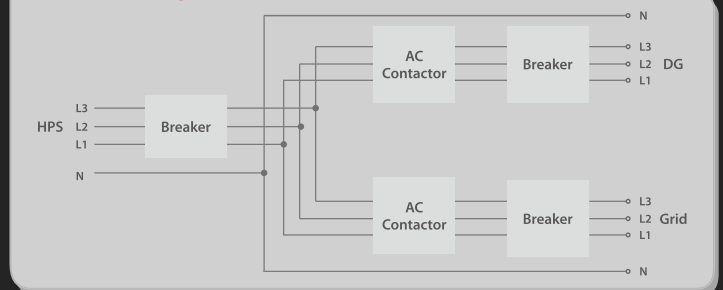 N
L3
L2 DG
L1
AC
Contactor
Breaker
HPS
L3
L2
L1
N
Breaker
AC
Contactor
Breaker
L3
L2 Grid
L1
N